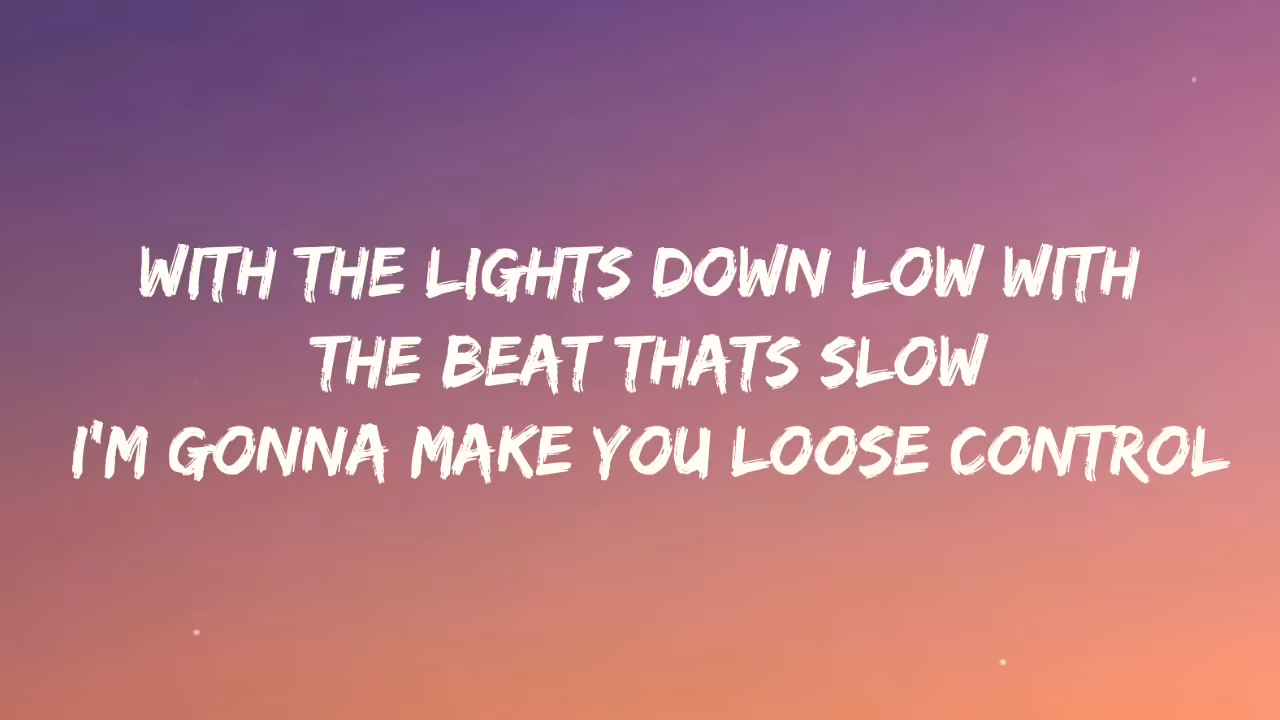 WITH THE LIGHTS DOWN LOW WITH
THE BEAT THATS SLOW
I'M GONNA MAKE YOU LOOSE CONTROL